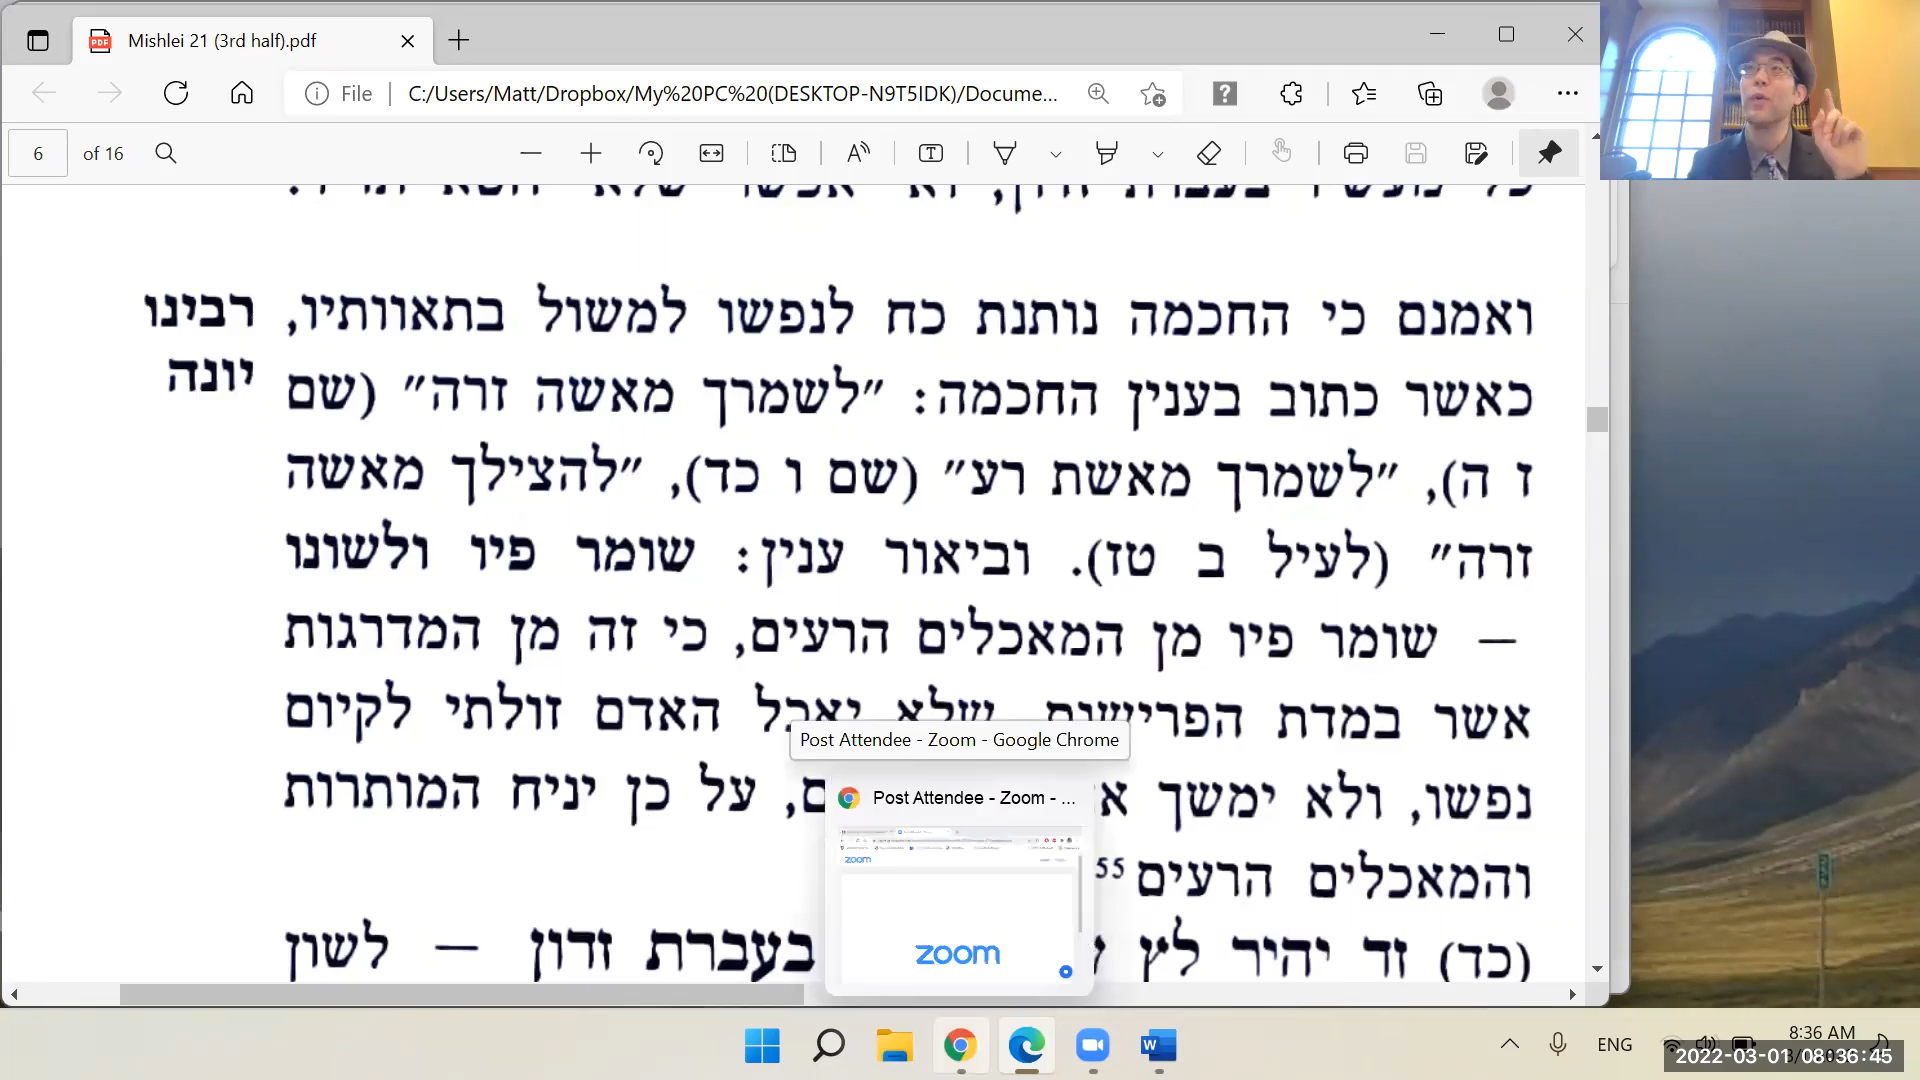 Mishlei 21 (3rd half).pdf
File
C:/Users/Matt/Dropbox/My%20PC%20(DESKTOP-N9T5IDK)/Docume...
6 of 16
רבינו
יונה
ואמנם כי החכמה נותנת כח לנפשו למשול בתאוותיו,
כאשר כתוב בענין החכמה: "לשמרך מאשה זרה" (שם
ז ה), "לשמרך מאשת רע" (שם ו כד), "להצילך מאשה
זרה" (לעיל ב טז). וביאור ענין: שומר פיו ולשונו
— שומר פיו מן המאכלים הרעים, כי זה מן המדרגות
אשר במדת הפרישות שלא יאכל האדם זולתי לקיום
נפשו, ולא ימשך על כן יניח המותרות
והמאכלים הרעים 55
(כד) זד יהיר לץ בעברת זדון — לשון
Post Attendee - Zoom - Google Chrome
Post Attendee - Zoom - ...
zoom
zoom
ENG
8:36 AM
2022-03-01 08:36:45